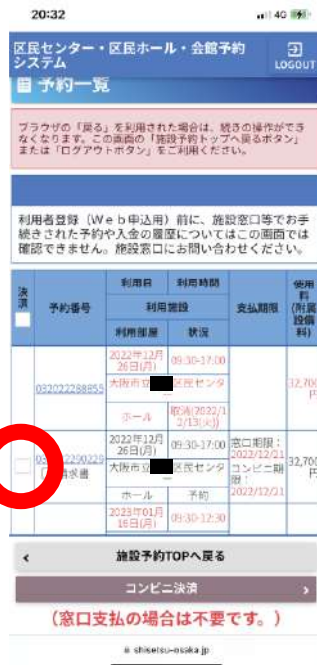 20:32
4G
区民センター・区民ホール・会館予約
システム
LOGOUT
予約一覧
ブラウザの「戻る」を利用された場合は、続きの操作ができ
なくなります。この画面の「施設予約トップへ戻るボタン」
または「ログアウトボタン」をご利用ください。
利用者登録（Web申込用）前に、施設窓口等でお手
続きされた予約や入金の履歴についてはこの画面では
確認できません。施設窓口にお問い合わせください。
決済
予約番号
利用日 利用時間
利用施設
利用部屋 状況
支払期限
使用料
(附属設備料)
032022288855
2022年12月26日(月) 09:30-17:00
大阪市立 区民センタ
ー
ホール 取消(2022/12/13(火))
32,700
円
2290229
請求書
2022年12月26日(月) 09:30-17:00
大阪市立 区民センタ
ー
ホール 予約
窓口期限：
2022/12/21
コンビニ期
限：
2022/12/21
32,700
円
2023年01月16日(月) 09:30-12:30
施設予約TOPへ戻る
コンビニ決済
（窓口支払の場合は不要です。）
shisetsu-osaka.jp